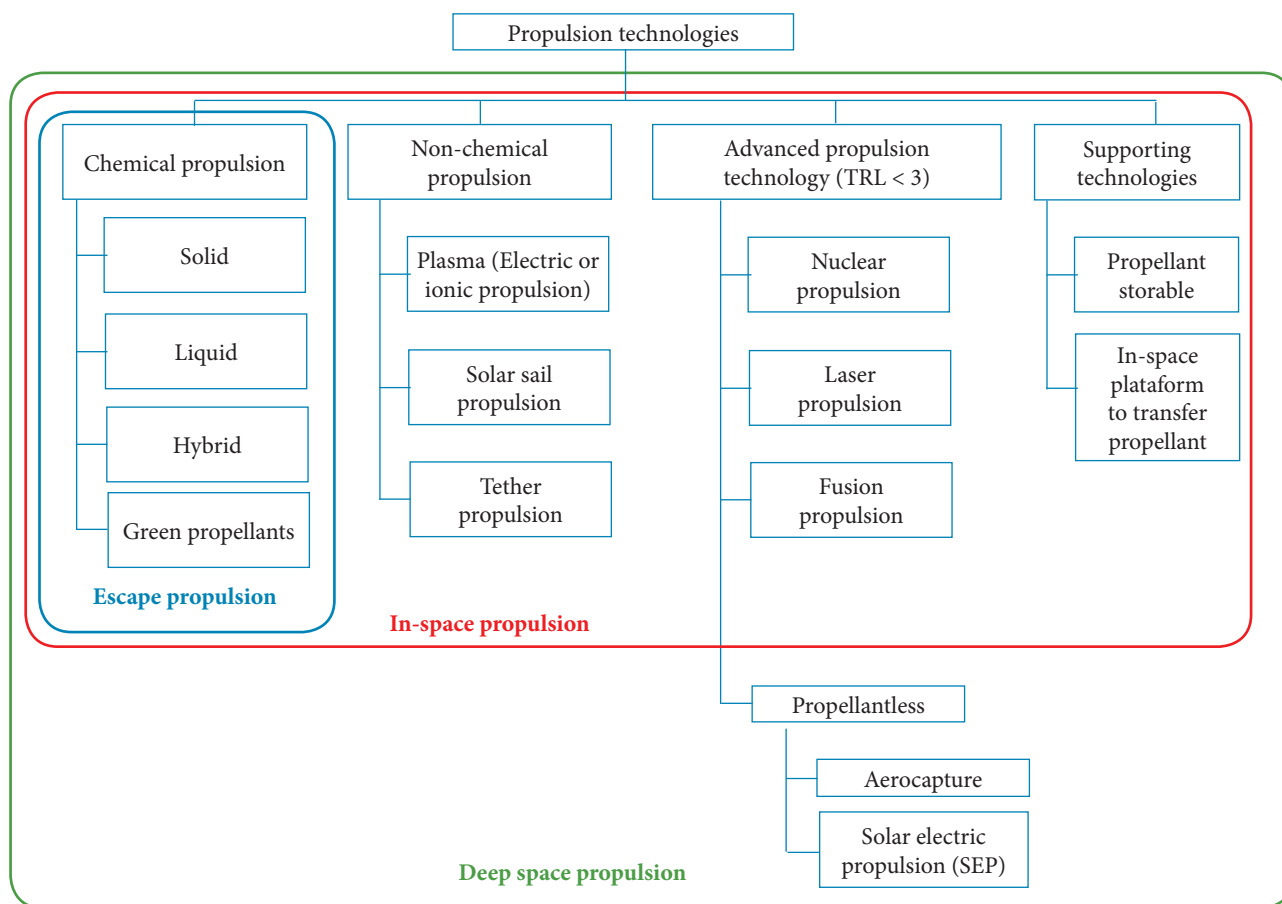 Propulsion technologies
Chemical propulsion
Solid
Liquid
Hybrid
Green propellants
Escape propulsion
Non-chemical
propulsion
Plasma (Electric or
ionic propulsion)
Solar sail
propulsion
Tether
propulsion
In-space propulsion
Advanced propulsion
technology (TRL < 3)
Nuclear
propulsion
Laser
propulsion
Fusion
propulsion
Propellantless
Aerocapture
Solar electric
propulsion (SEP)
Supporting
technologies
Propellant
storable
In-space
plataform
to transfer
propellant
Deep space propulsion